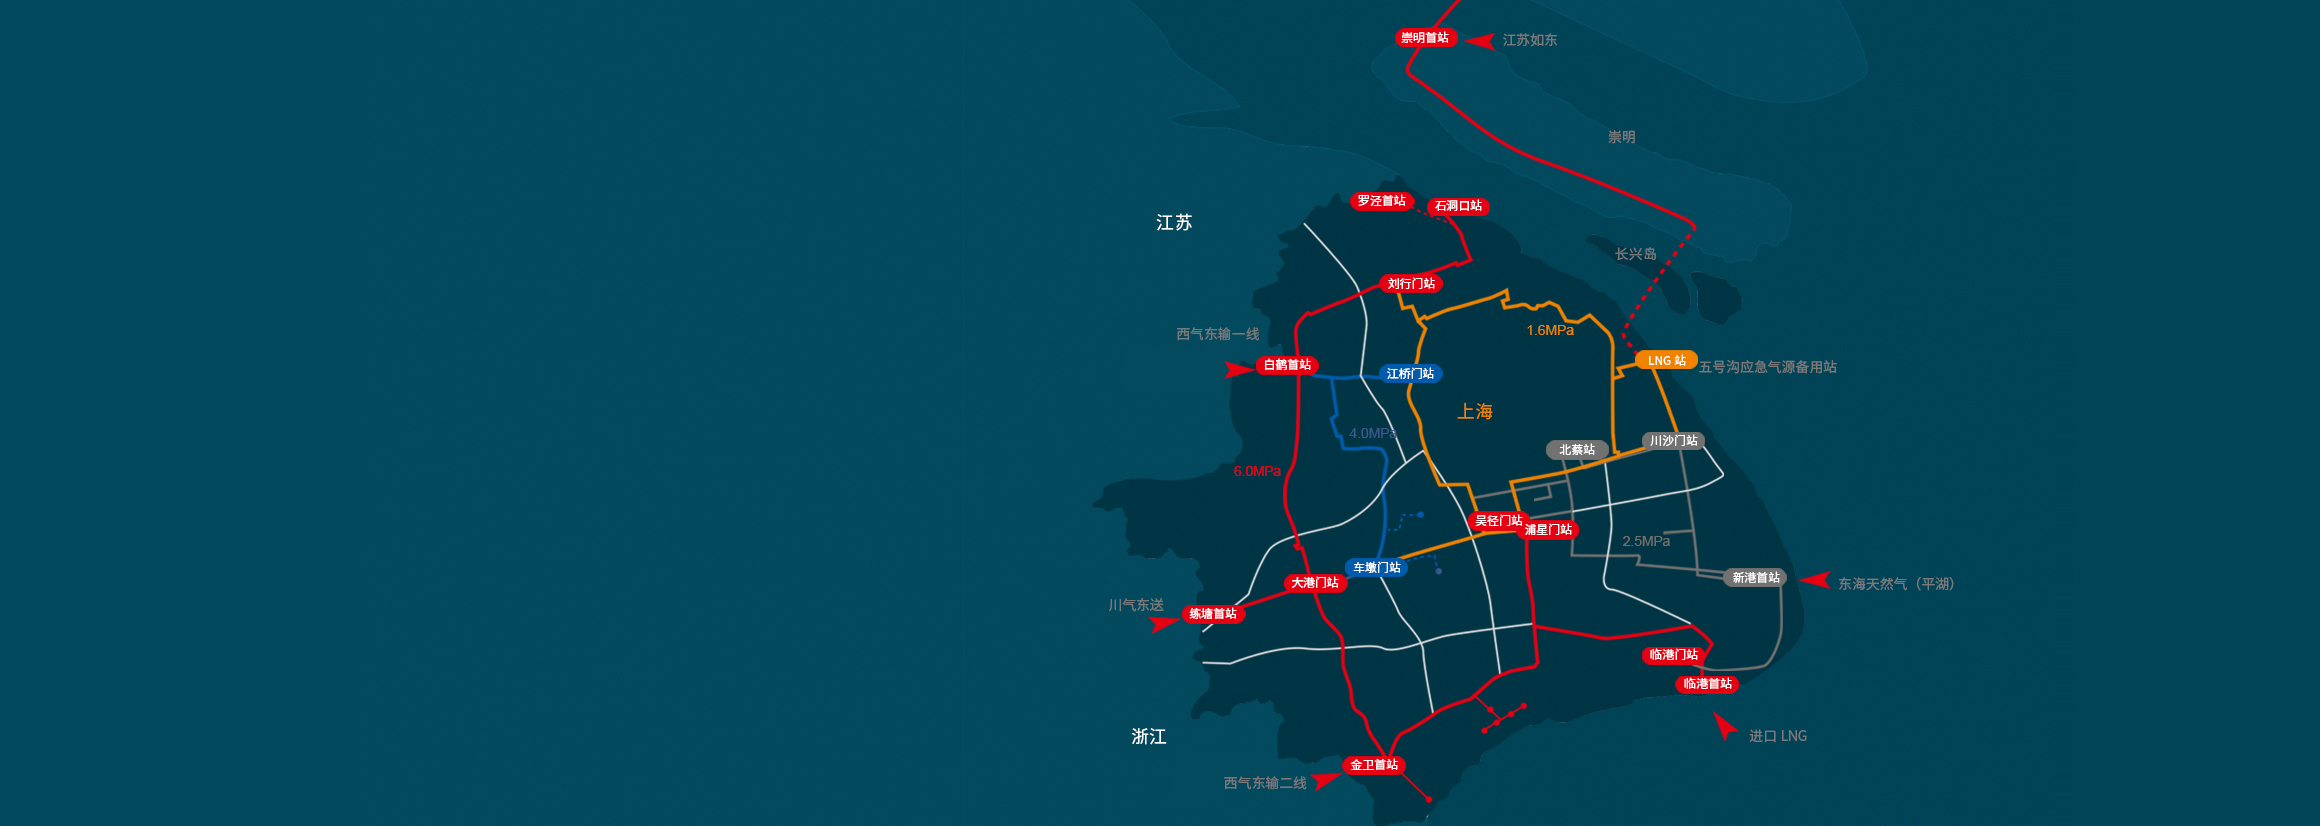 崇明首站
江苏如东
崇明
罗泾首站
石洞口站
江苏
长兴岛
刘行门站
1.6MPa
西气东输一线
白鹤首站
江桥门站
LNG 站
五号沟应急气源备用站
上海
4.0MPa
川沙门站
北蔡站
6.0MPa
吴径门站
浦星门站
2.5MPa
车墩门站
新港首站
东海天然气（平湖）
大港门站
川气东送
练塘首站
临港门站
临港首站
浙江
进口 LNG
金卫首站
西气东输二线